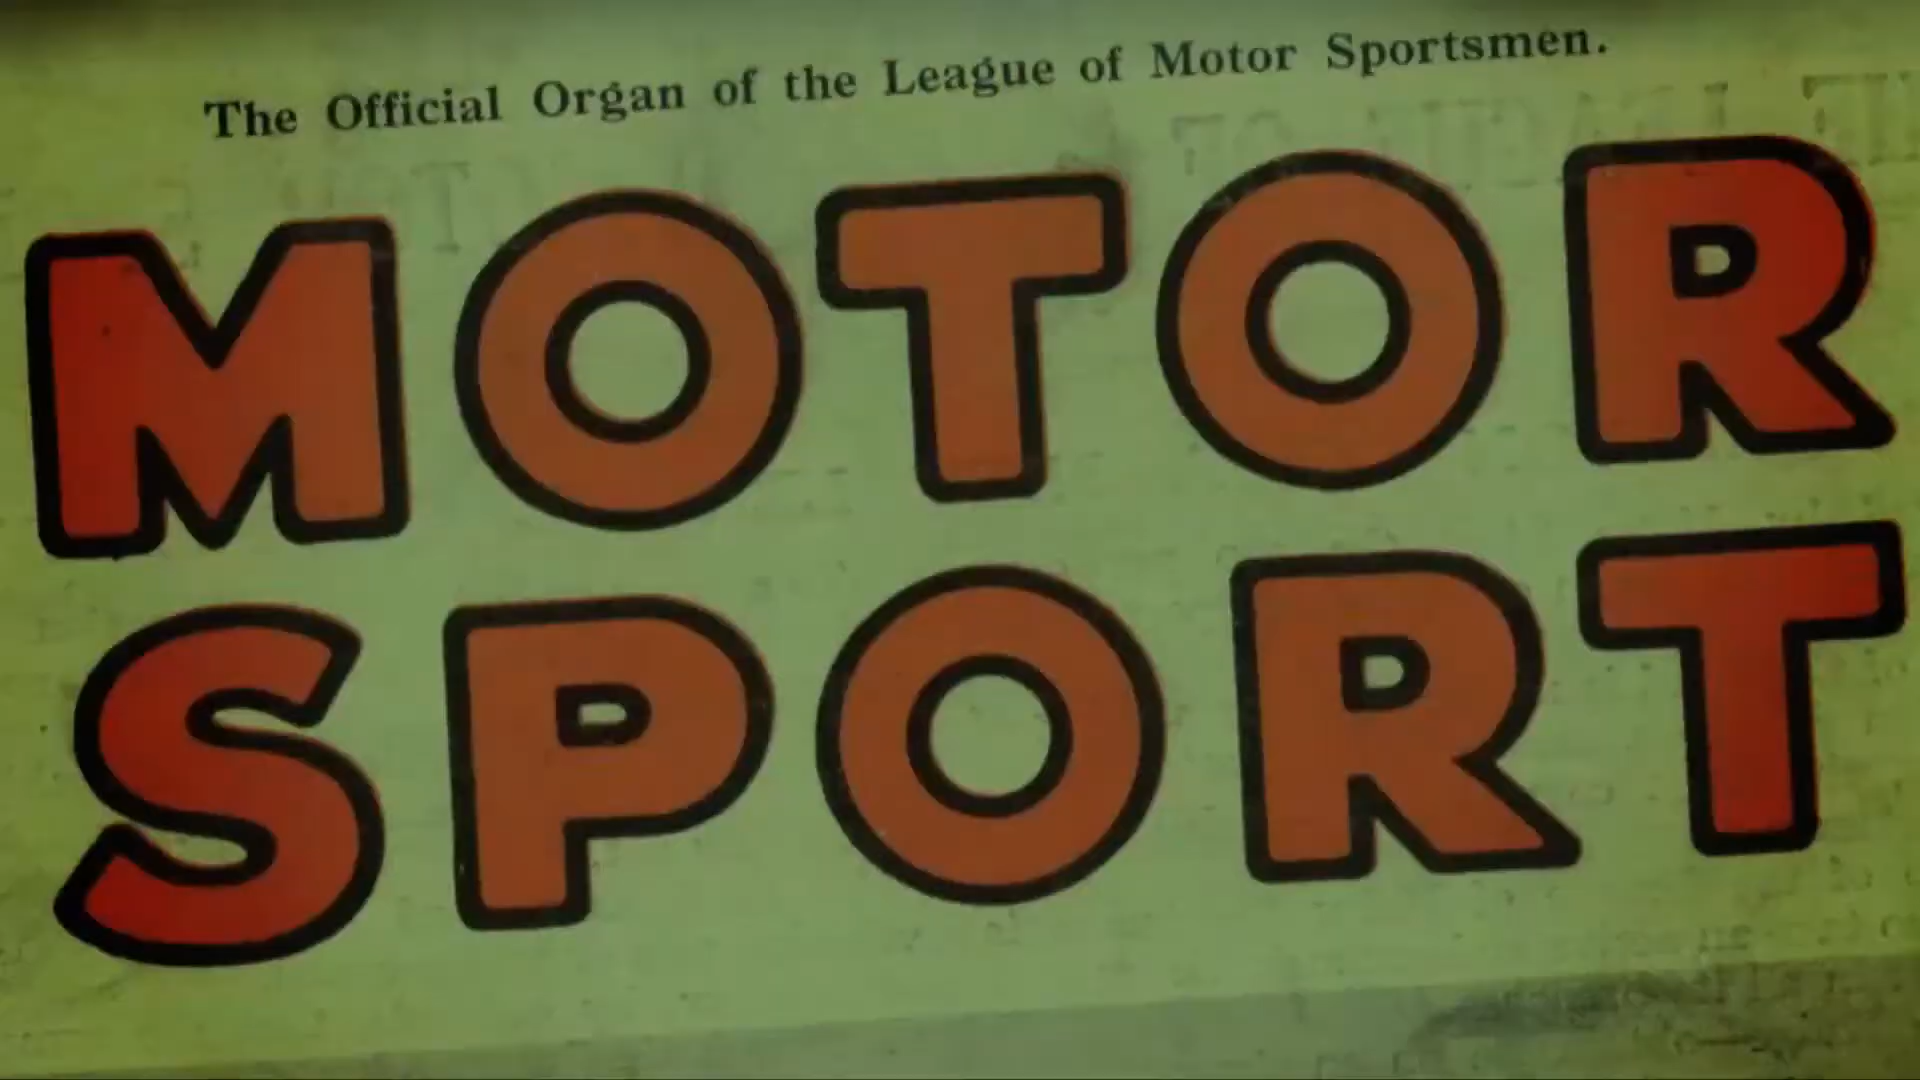 The Official Organ of the League of Motor Sportsmen.
MOTOR
SPORT